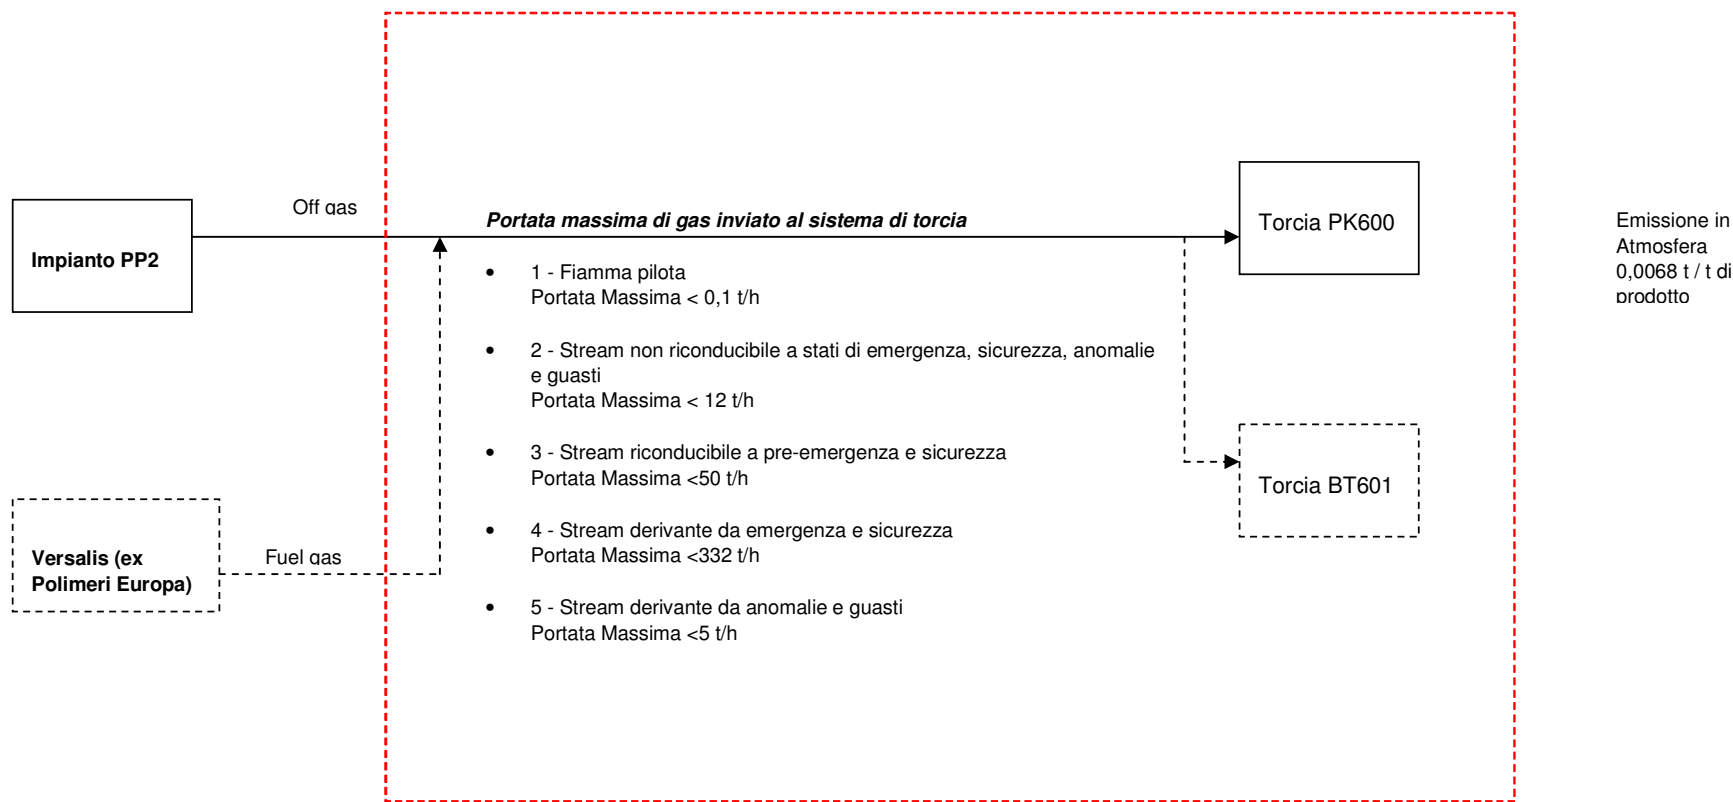 Off gas
Impianto PP2
Portata massima di gas inviato al sistema di torcia
• 1 - Fiamma pilota
Portata Massima < 0,1 t/h
• 2 - Stream non riconducibile a stati di emergenza, sicurezza, anomalie
e guasti
Portata Massima < 12 t/h
• 3 - Stream riconducibile a pre-emergenza e sicurezza
Portata Massima <50 t/h
• 4 - Stream derivante da emergenza e sicurezza
Portata Massima <332 t/h
• 5 - Stream derivante da anomalie e guasti
Portata Massima <5 t/h
Versalis (ex
Polimeri Europa)
Fuel gas
Torcia PK600
Torcia BT601
Emissione in
Atmosfera
0,0068 t / t di
prodotto